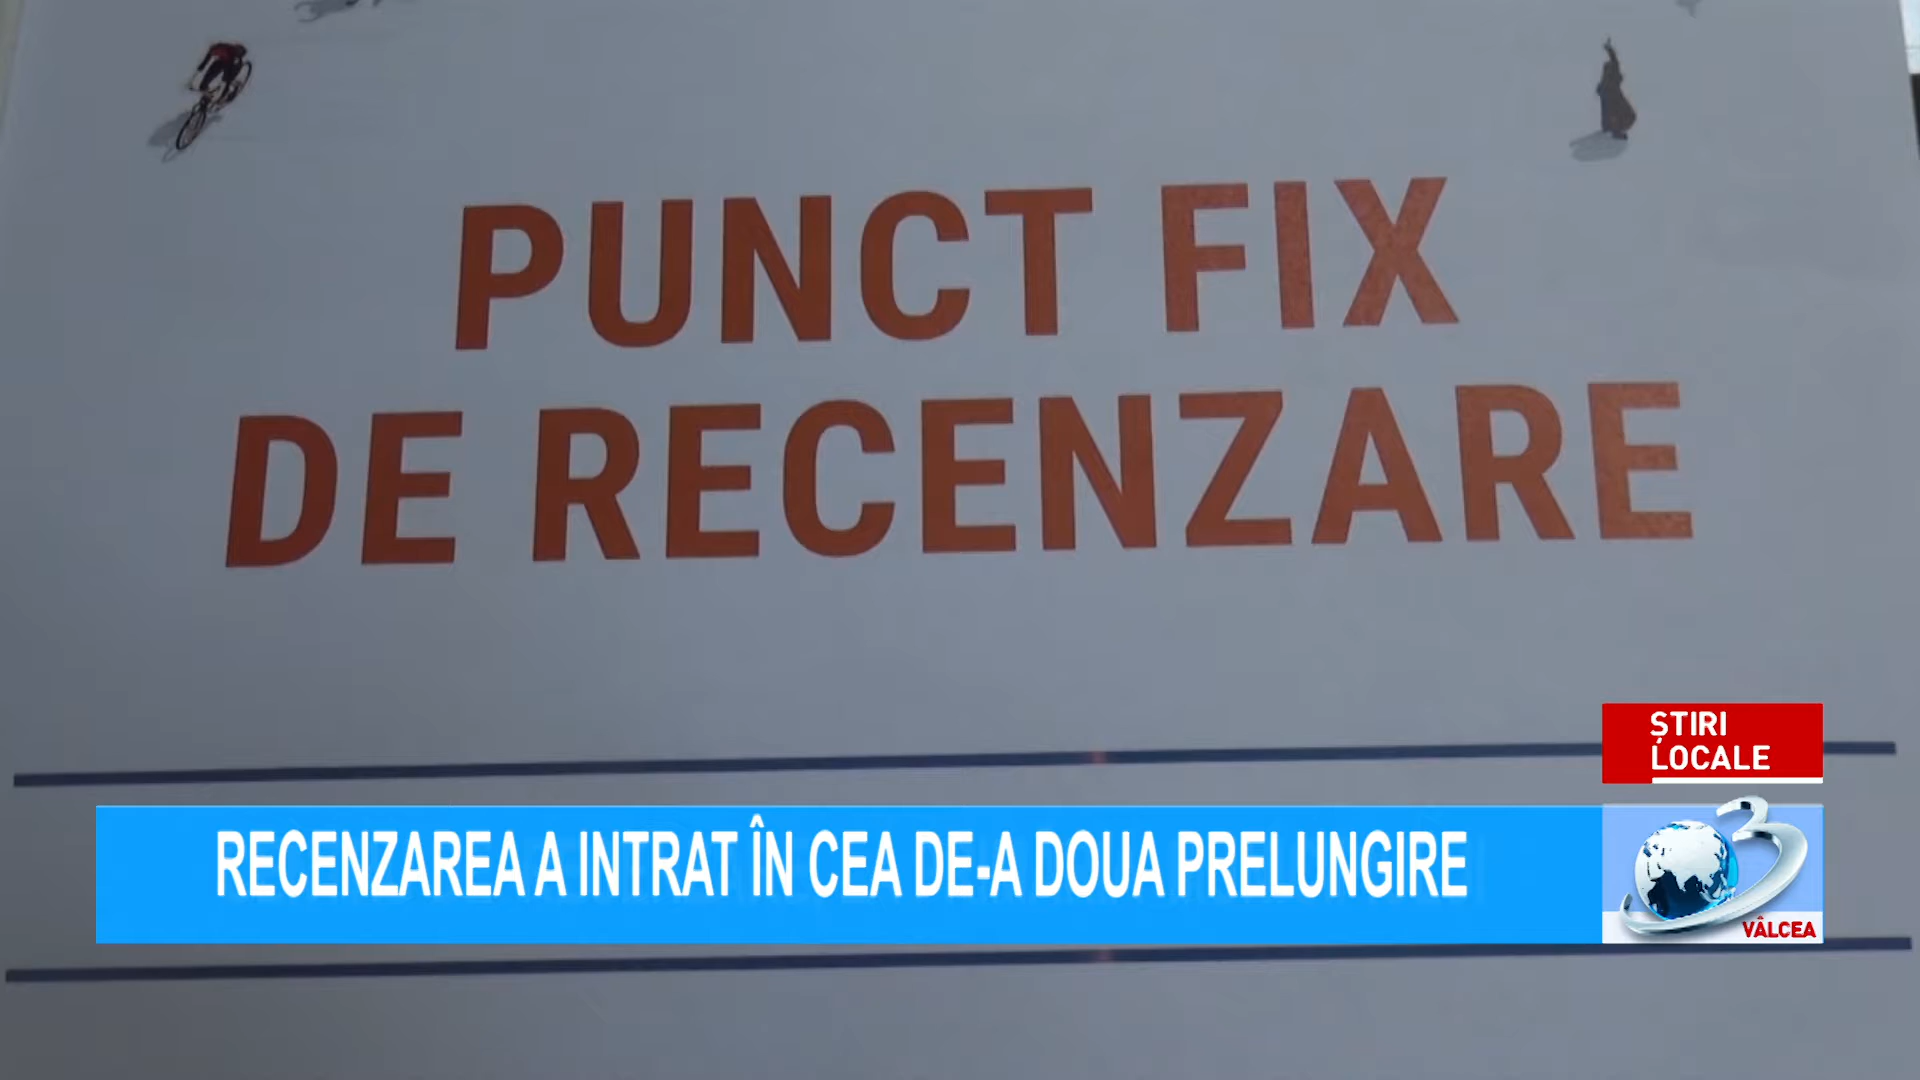 PUNCT FIX
DE RECENZARE
ȘTIRI
LOCALE
RECENZAREA A INTRAT ÎN CEA DE-A DOUA PRELUNGIRE
3
VÂLCEA